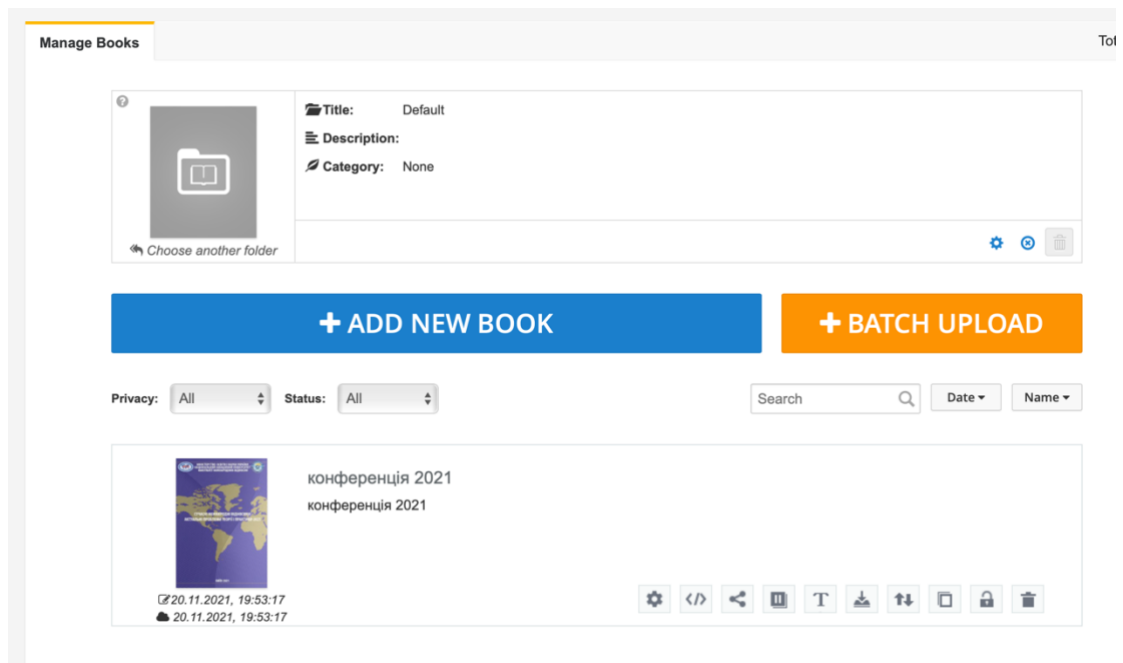 Manage Books
Tot
Title: Default
Description:
Category: None
Choose another folder
+ ADD NEW BOOK
+ BATCH UPLOAD
Privacy: All Status: All Search Date Name
конференція 2021
конференція 2021
20.11.2021, 19:53:17
20.11.2021, 19:53:17